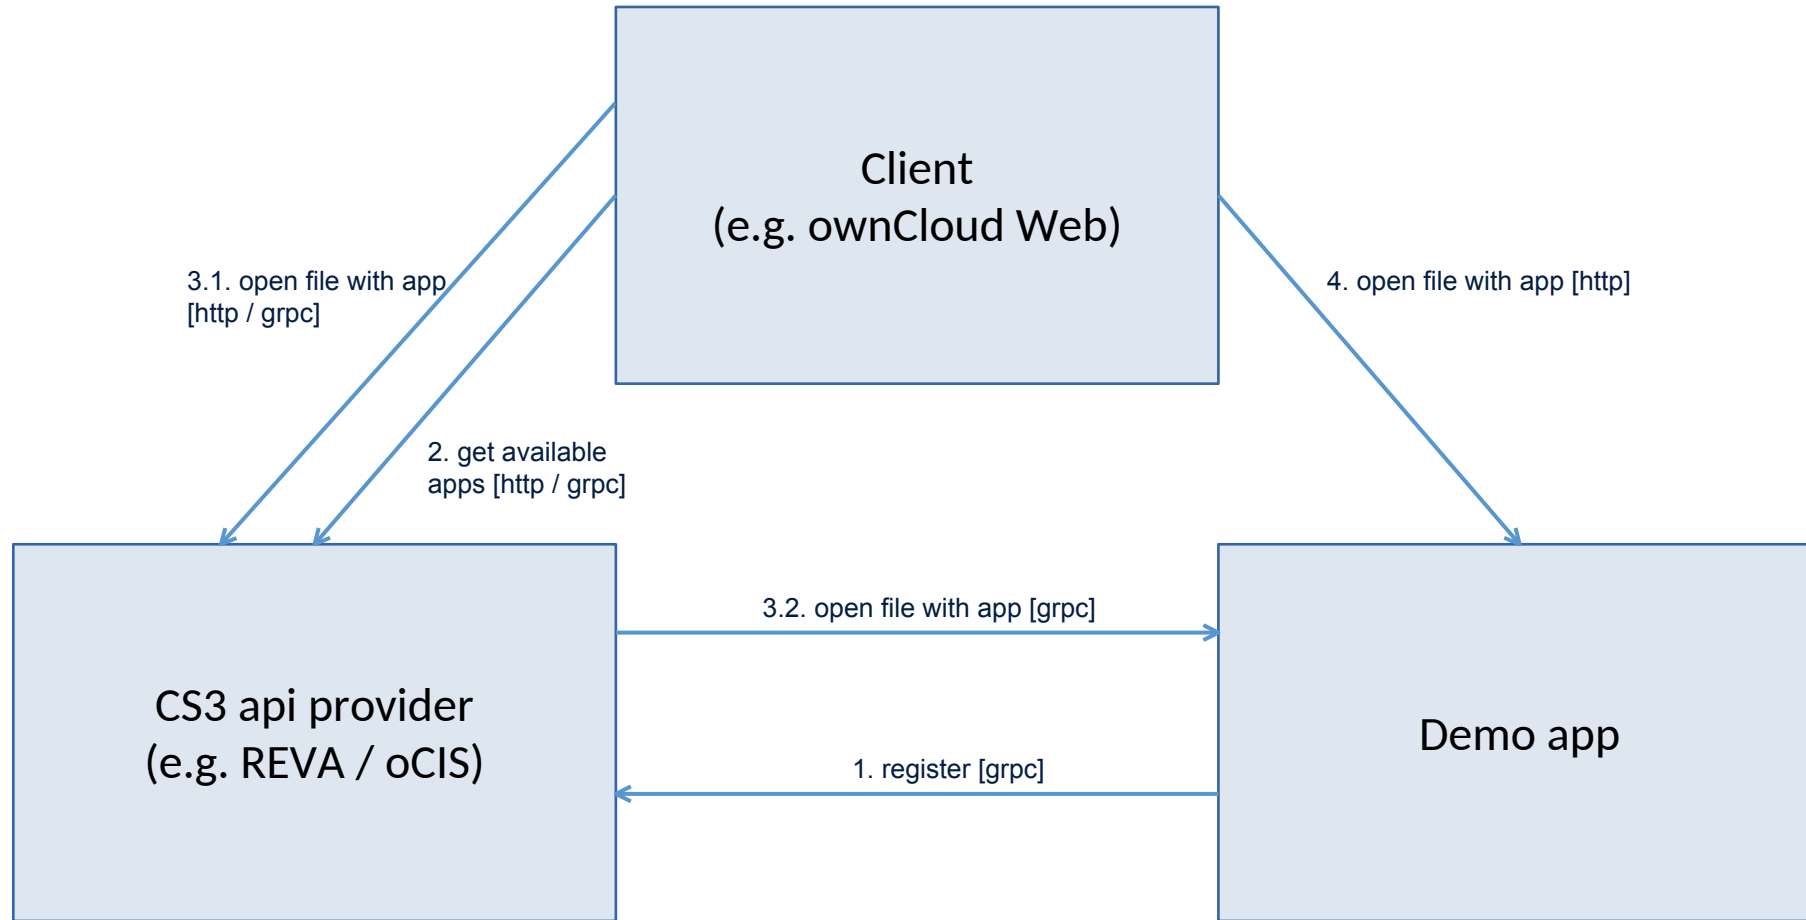 Client
(e.g. ownCloud Web)
3.1. open file with app
[http / grpc]
4. open file with app [http]
2. get available
apps [http / grpc]
3.2. open file with app [grpc]
CS3 api provider
(e.g. REVA / oCIS)
Demo app
1. register [grpc]